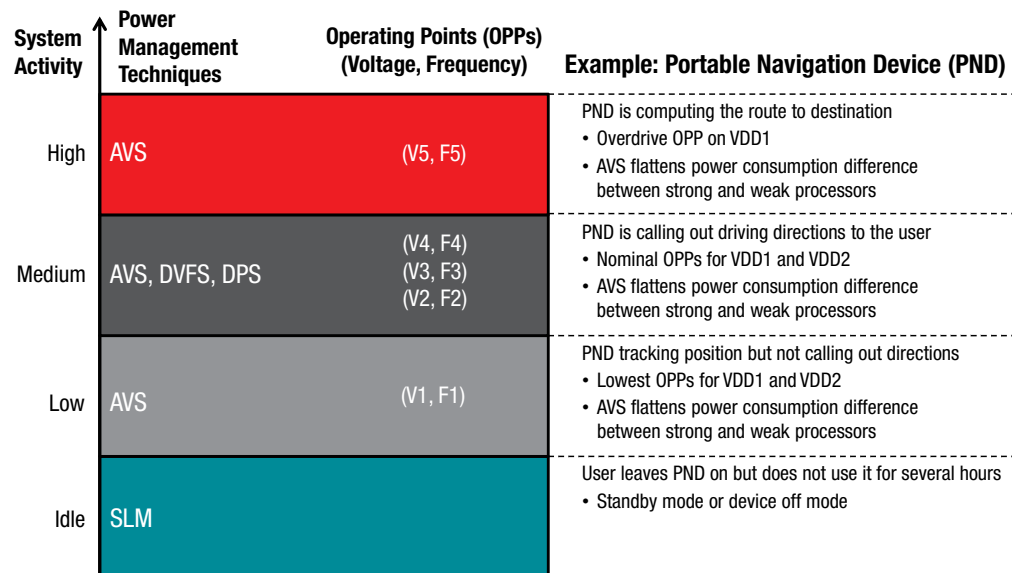 System
Activity
Power
Management
Techniques
Operating Points (OPPs)
(Voltage, Frequency)
Example: Portable Navigation Device (PND)
High
AVS
(V5, F5)
PND is computing the route to destination
• Overdrive OPP on VDD1
• AVS flattens power consumption difference
between strong and weak processors
Medium
AVS, DVFS, DPS
(V4, F4)
(V3, F3)
(V2, F2)
PND is calling out driving directions to the user
• Nominal OPPs for VDD1 and VDD2
• AVS flattens power consumption difference
between strong and weak processors
Low
AVS
(V1, F1)
PND tracking position but not calling out directions
• Lowest OPPs for VDD1 and VDD2
• AVS flattens power consumption difference
between strong and weak processors
Idle
SLM
User leaves PND on but does not use it for several hours
• Standby mode or device off mode